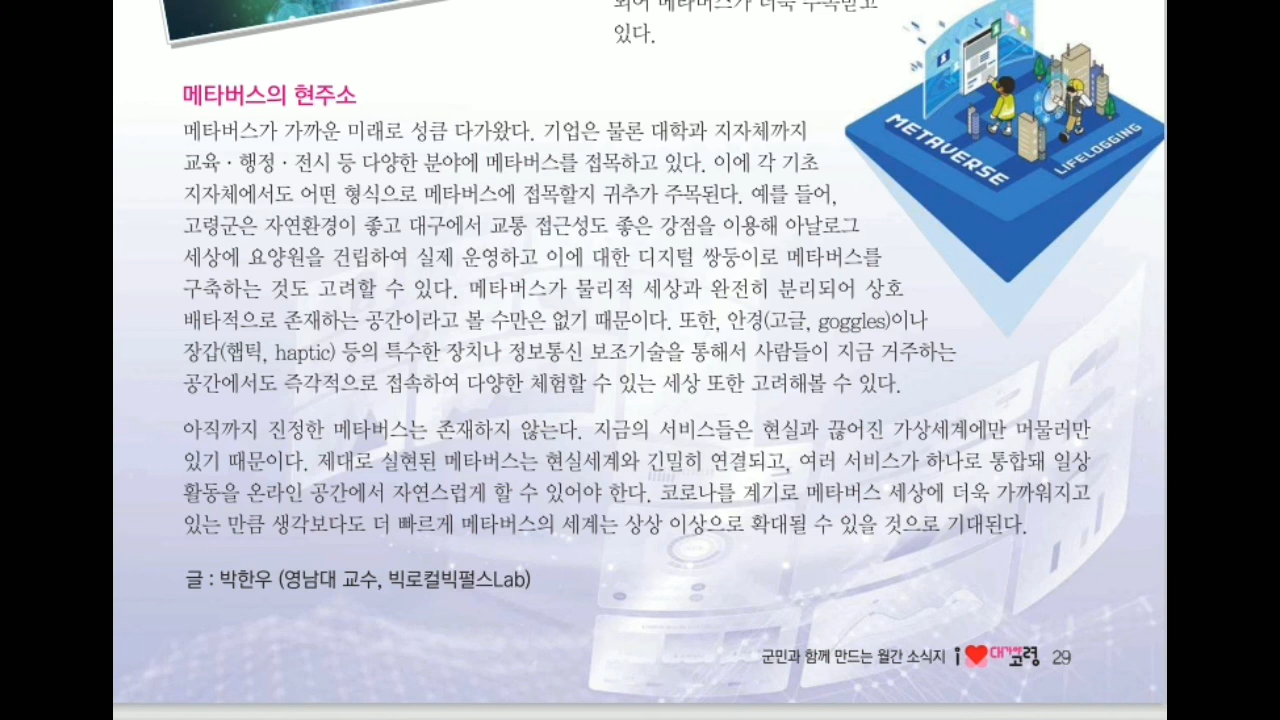 되어 메타버스가 더욱 주목받고
있다.
메타버스의 현주소
메타버스가 가까운 미래로 성큼 다가왔다. 기업은 물론 대학과 지자체까지
교육 · 행정 · 전시 등 다양한 분야에 메타버스를 접목하고 있다. 이에 각 기초
지자체에서도 어떤 형식으로 메타버스에 접목할지 귀추가 주목된다. 예를 들어,
고령군은 자연환경이 좋고 대구에서 교통 접근성도 좋은 강점을 이용해 아날로그
세상에 요양원을 건립하여 실제 운영하고 이에 대한 디지털 쌍둥이로 메타버스를
구축하는 것도 고려할 수 있다. 메타버스가 물리적 세상과 완전히 분리되어 상호
배타적으로 존재하는 공간이라고 볼 수만은 없기 때문이다. 또한, 안경(고글, goggles)이나
장갑(햅틱, haptic) 등의 특수한 장치나 정보통신 보조기술을 통해서 사람들이 지금 거주하는
공간에서도 즉각적으로 접속하여 다양한 체험할 수 있는 세상 또한 고려해볼 수 있다.
아직까지 진정한 메타버스는 존재하지 않는다. 지금의 서비스들은 현실과 끊어진 가상세계에만 머물러만
있기 때문이다. 제대로 실현된 메타버스는 현실세계와 긴밀히 연결되고, 여러 서비스가 하나로 통합돼 일상
활동을 온라인 공간에서 자연스럽게 할 수 있어야 한다. 코로나를 계기로 메타버스 세상에 더욱 가까워지고
있는 만큼 생각보다도 더 빠르게 메타버스의 세계는 상상 이상으로 확대될 수 있을 것으로 기대된다.
글 : 박한우 (영남대 교수, 빅로컬빅펄스Lab)
METAVERSE
LIFELOGGING
군민과 함께 만드는 월간 소식지 i 대가야 고령 29